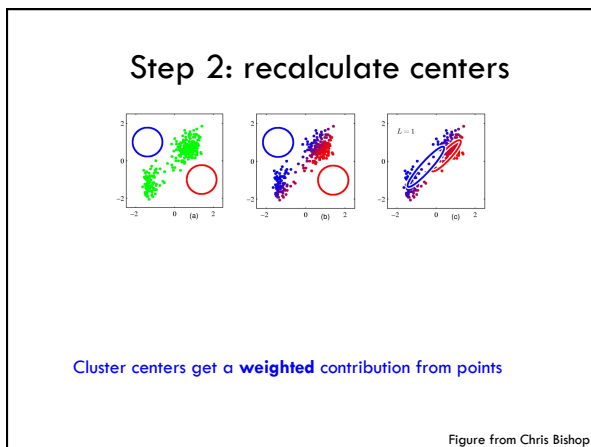 Step 2: recalculate centers
2
0
−2
−2 0 (a) 2
2
0
−2
−2 0 (b) 2
2
L = 1
0
−2
−2 0 (c) 2
Cluster centers get a weighted contribution from points
Figure from Chris Bishop